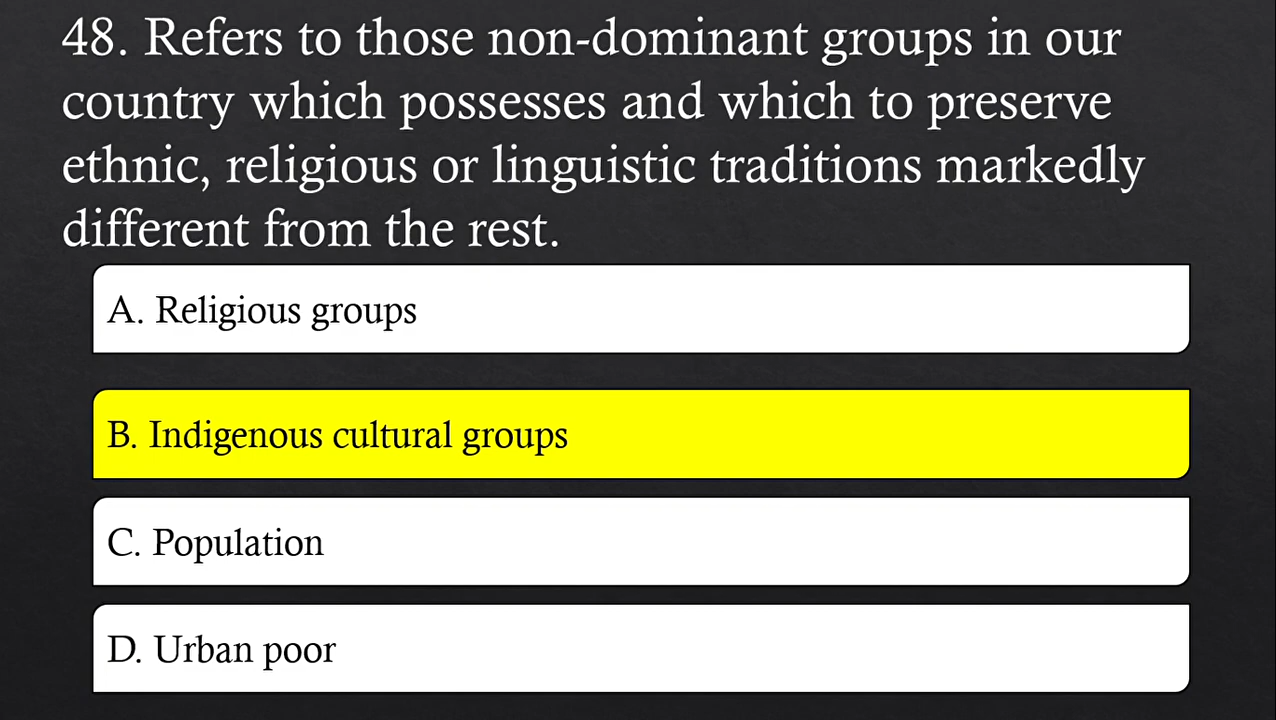 48. Refers to those non-dominant groups in our
country which possesses and which to preserve
ethnic, religious or linguistic traditions markedly
different from the rest.
A. Religious groups
B. Indigenous cultural groups
C. Population
D. Urban poor